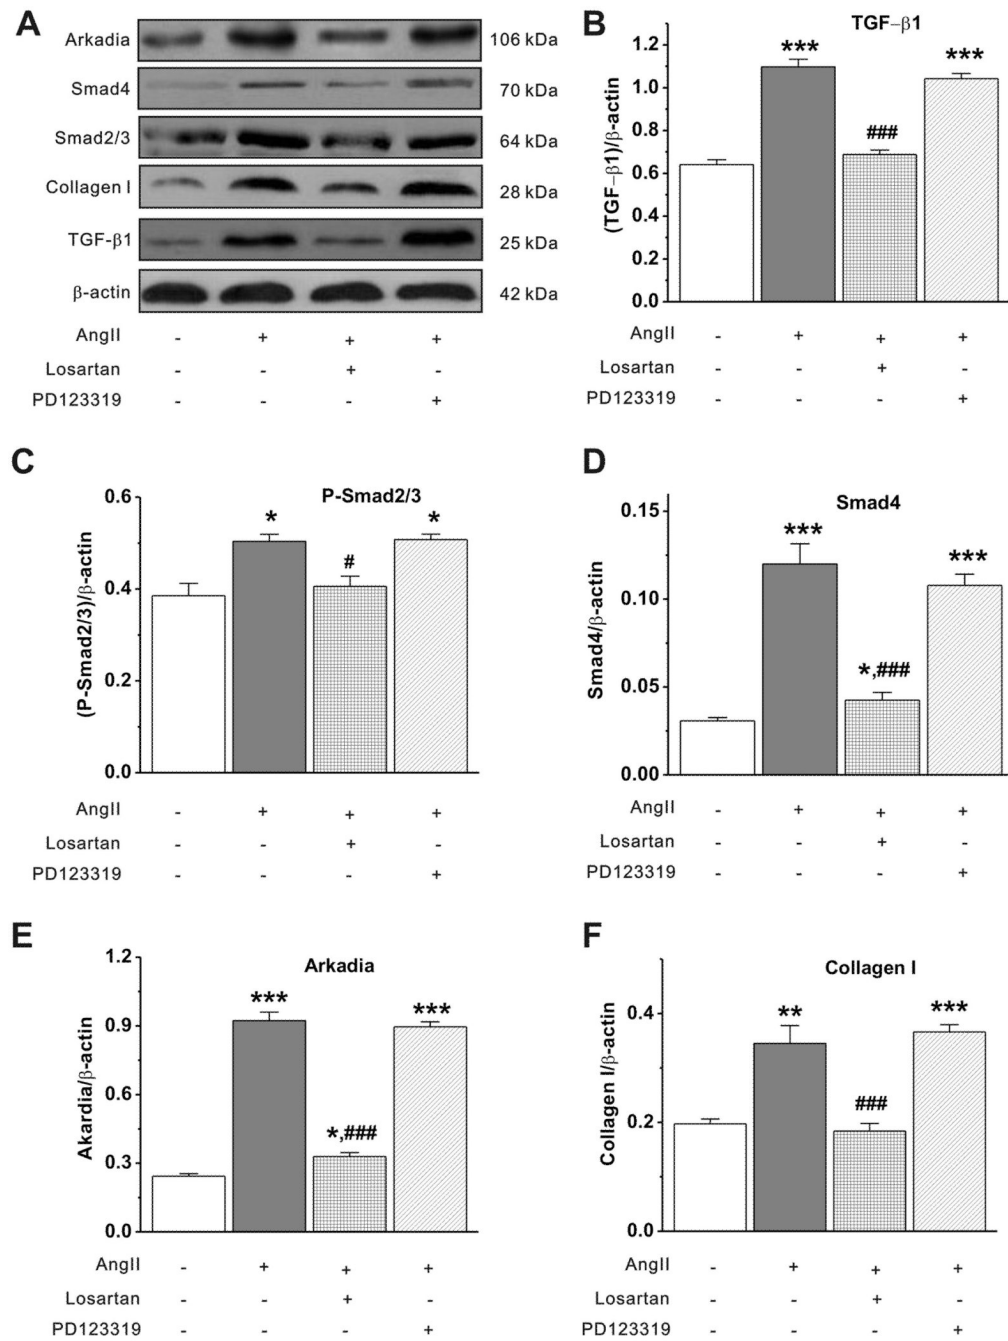 A
Arkadia 106 kDa
Smad4 70 kDa
Smad2/3 64 kDa
Collagen I 28 kDa
TGF-β1 25 kDa
β-actin 42 kDa
AngII - + + +
Losartan - - + -
PD123319 - - - +
B
TGF-β1
(TGF-β1)/β-actin
1.2
1.0
0.8
0.6
0.4
0.2
0.0
***
###
***
AngII - + + +
Losartan - - + -
PD123319 - - - +
C
P-Smad2/3
(P-Smad2/3)/β-actin
0.6
0.4
0.2
0.0
*
#
*
AngII - + + +
Losartan - - + -
PD123319 - - - +
D
Smad4
Smad4/β-actin
0.15
0.10
0.05
0.00
***
*,###
***
AngII - + + +
Losartan - - + -
PD123319 - - - +
E
Arkadia
Akardia/β-actin
1.2
0.9
0.6
0.3
0.0
***
*,###
***
AngII - + + +
Losartan - - + -
PD123319 - - - +
F
Collagen I
Collagen I/β-actin
0.4
0.2
0.0
**
###
***
AngII - + + +
Losartan - - + -
PD123319 - - - +